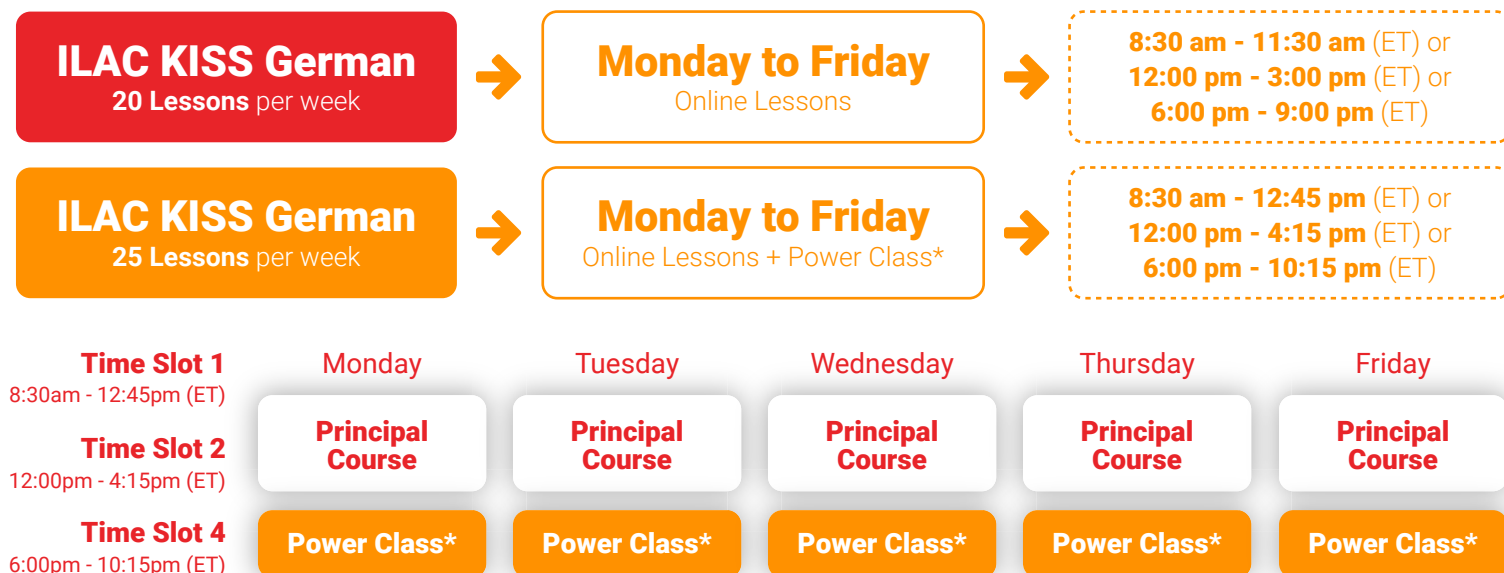 ILAC KISS German
20 Lessons per week
Monday to Friday
Online Lessons
8:30 am - 11:30 am (ET) or
12:00 pm - 3:00 pm (ET) or
6:00 pm - 9:00 pm (ET)
ILAC KISS German
25 Lessons per week
Monday to Friday
Online Lessons + Power Class*
8:30 am - 12:45 pm (ET) or
12:00 pm - 4:15 pm (ET) or
6:00 pm - 10:15 pm (ET)
Time Slot 1
8:30am - 12:45pm (ET)
Time Slot 2
12:00pm - 4:15pm (ET)
Time Slot 4
6:00pm - 10:15pm (ET)
Monday
Tuesday
Wednesday
Thursday
Friday
Principal
Course
Principal
Course
Principal
Course
Principal
Course
Principal
Course
Power Class*
Power Class*
Power Class*
Power Class*
Power Class*